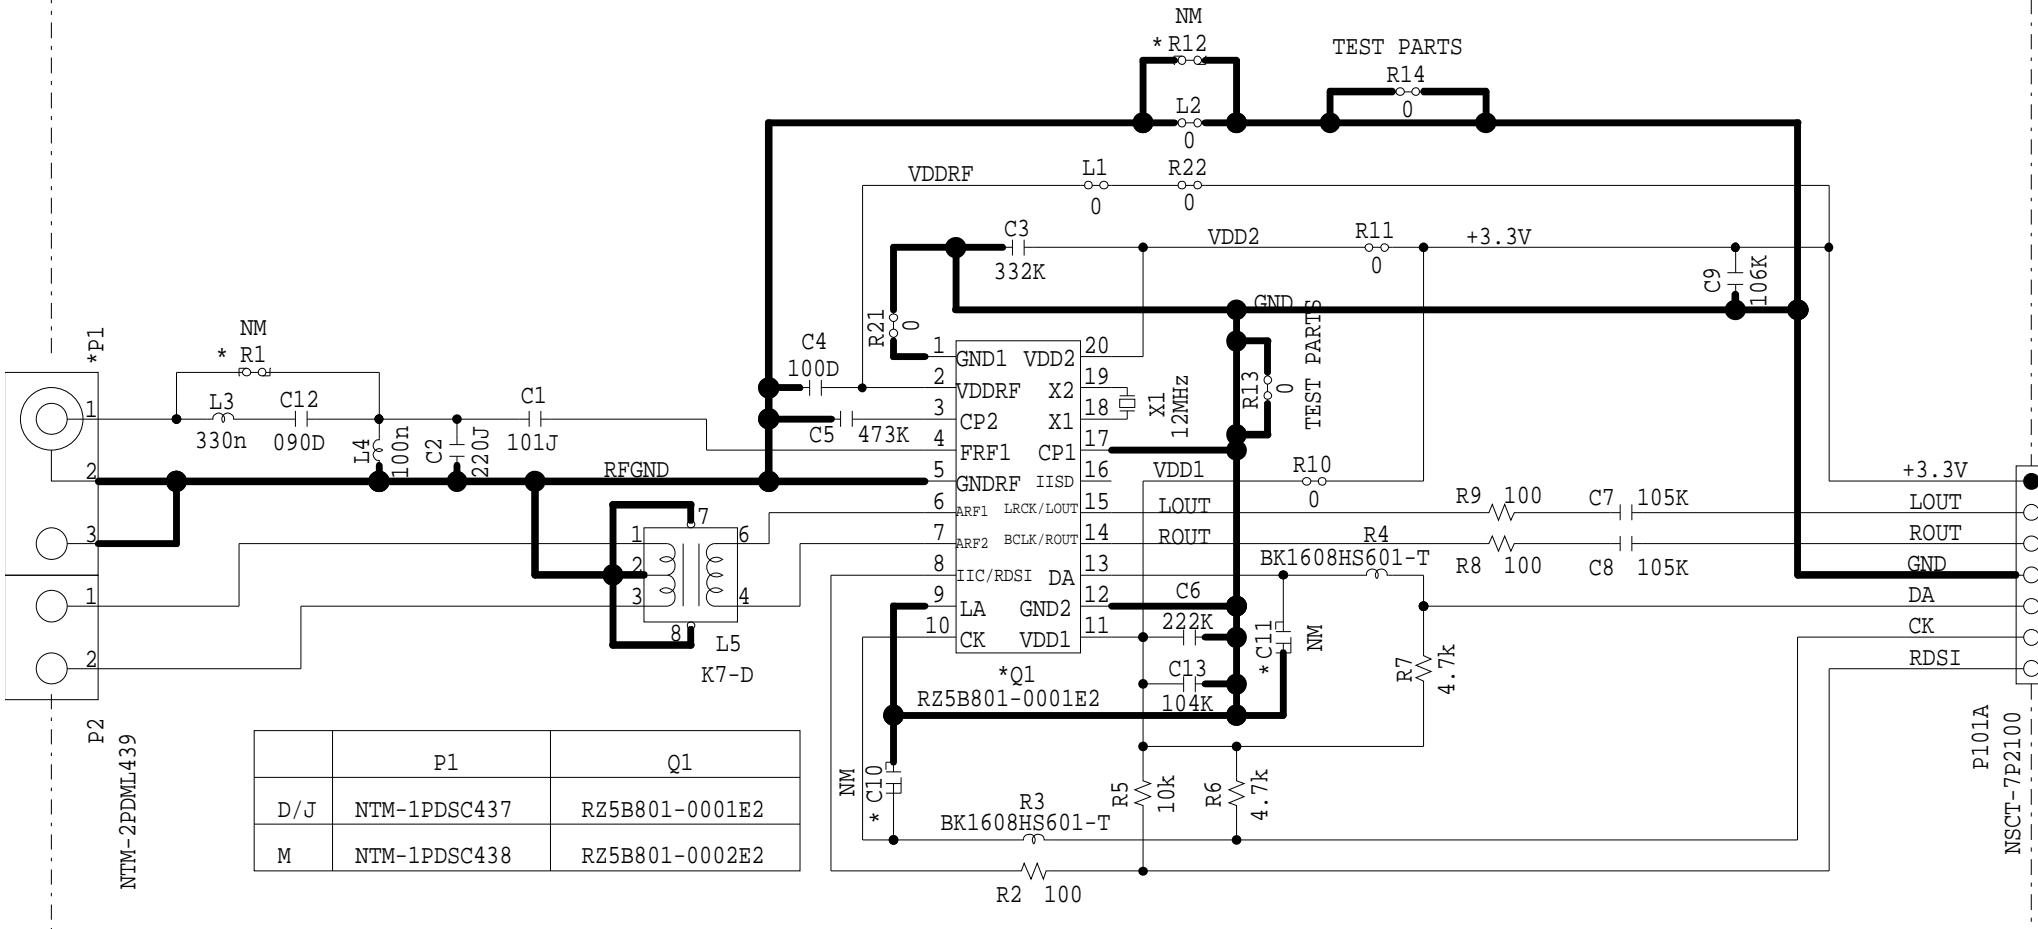 NM
* R12
TEST PARTS
R14
0
L2
0
VDDRF
L1
0
R22
0
C3
332K
VDD2
R11
0
+3.3V
C9
106K
GND
R21
0
TEST PARTS
R13
0
*P1
NM
* R1
C4
100D
C5
473K
L3
330n
C12
090D
L4
100n
C2
220J
C1
101J
RFGND
1
2
3
1
2
1 GND1
2 VDDRF
3 CP2
4 FRF1
5 GNDRF
6 ARF1
7 ARF2
8 IIC/RDSI
9 LA
10 CK
VDD2 20
X2 19
X1 18
CP1 17
IISD 16
LRCK/LOUT 15
BCLK/ROUT 14
DA 13
GND2 12
VDD1 11
X1
12MHz
VDD1
R10
0
LOUT
ROUT
R9 100
C7 105K
R8 100
C8 105K
R4
BK1608HS601-T
+3.3V
LOUT
ROUT
GND
DA
CK
RDSI
7
1
2
3
6
4
8
L5
K7-D
C6
222K
C13
104K
* C11
NM
R7
4.7k
*Q1
RZ5B801-0001E2
P2
NTM-2PDML439
P1 Q1
D/J NTM-1PDSC437 RZ5B801-0001E2
M NTM-1PDSC438 RZ5B801-0002E2
NM
* C10
R5
10k
R6
4.7k
R3
BK1608HS601-T
R2 100
P101A
NSCT-7P2100